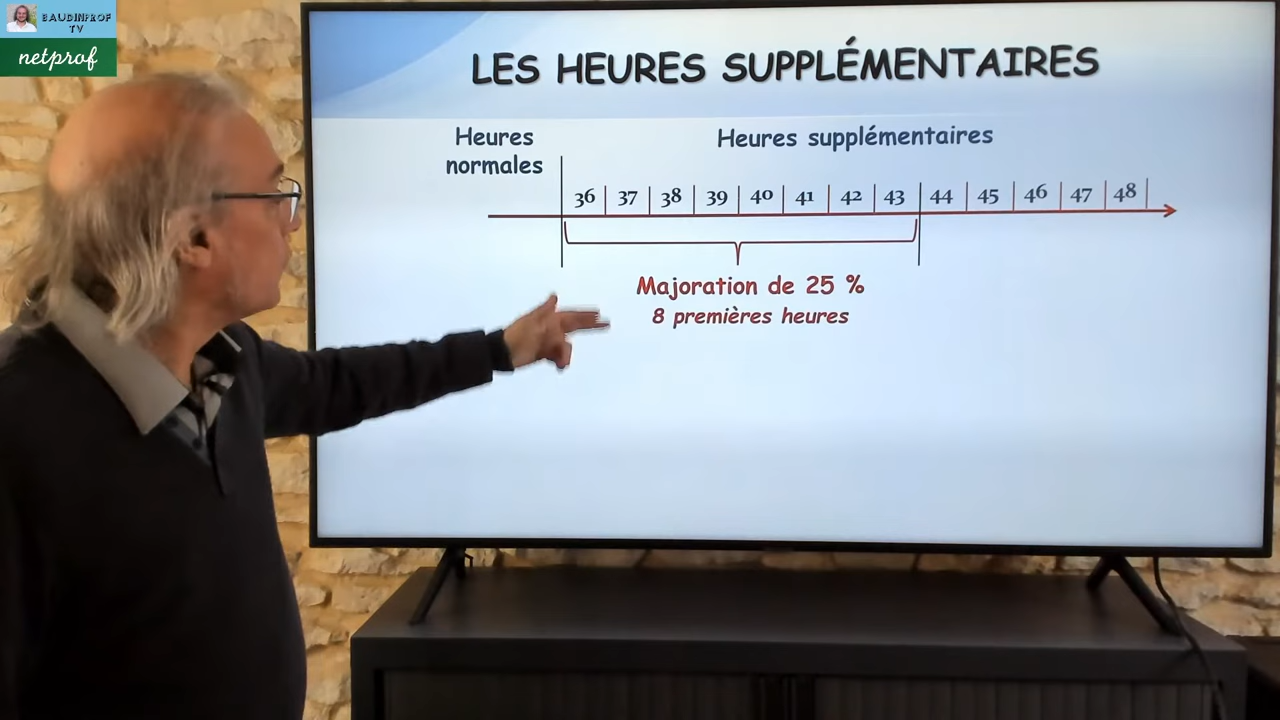 BAUDINPROF
TV
netprof
LES HEURES SUPPLÉMENTAIRES
Heures
normales
Heures supplémentaires
36 37 38 39 40 41 42 43 44 45 46 47 48
Majoration de 25 %
8 premières heures